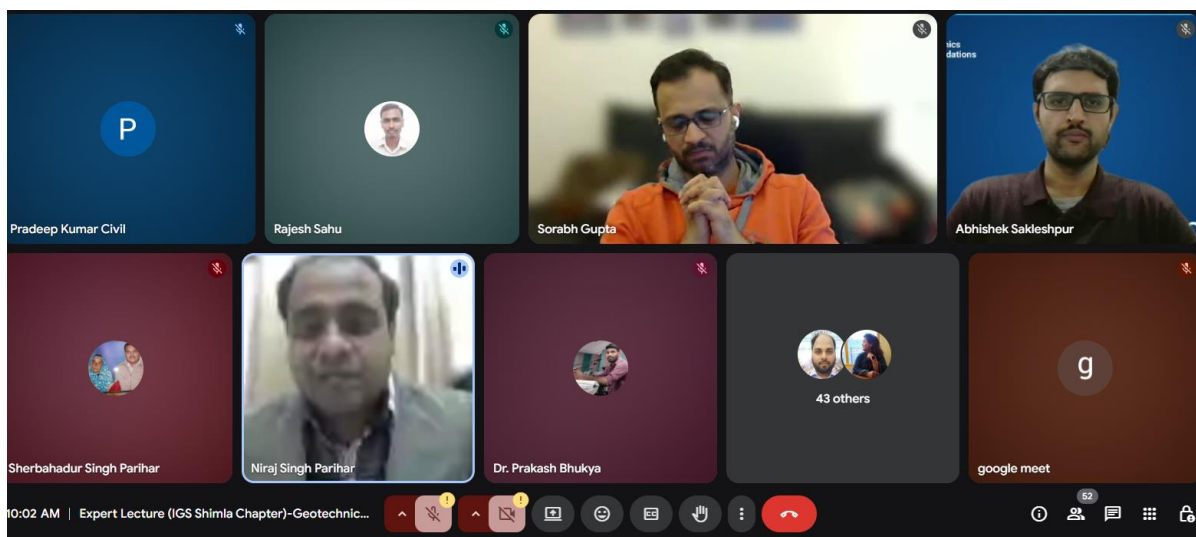 P
Pradeep Kumar Civil
Rajesh Sahu
Sorabh Gupta
dations
Abhishek Sakleshpur
Sherbahadur Singh Parihar
Niraj Singh Parihar
Dr. Prakash Bhukya
43 others
g
google meet
10:02 AM | Expert Lecture (IGS Shimla Chapter)-Geotechnic...
CC
52